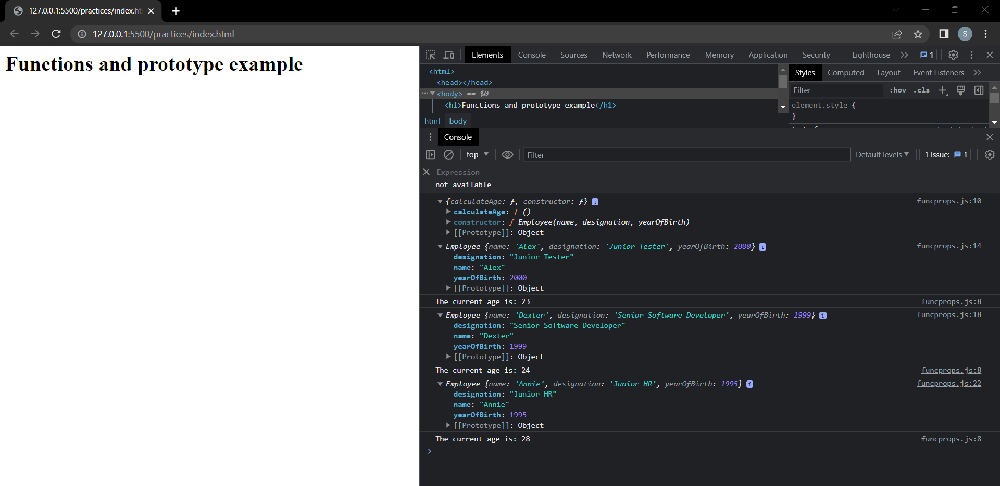 127.0.0.1:5500/practices/index.ht
127.0.0.1:5500/practices/index.html
S
Functions and prototype example
Elements Console Sources Network Performance Memory Application Security Lighthouse 1
<html>
<head></head>
<body> == $0
<h1>Functions and prototype example</h1>
html body
Styles Computed Layout Event Listeners
Filter :hov .cls
element.style {
}
Console
top Filter Default levels 1 Issue: 1
Expression
not available
{calculateAge: ƒ, constructor: ƒ} i funcprops.js:10
calculateAge: ƒ ()
constructor: ƒ Employee(name, designation, yearOfBirth)
[[Prototype]]: Object
Employee {name: 'Alex', designation: 'Junior Tester', yearOfBirth: 2000} i funcprops.js:14
designation: "Junior Tester"
name: "Alex"
yearOfBirth: 2000
[[Prototype]]: Object
The current age is: 23 funcprops.js:8
Employee {name: 'Dexter', designation: 'Senior Software Developer', yearOfBirth: 1999} i funcprops.js:18
designation: "Senior Software Developer"
name: "Dexter"
yearOfBirth: 1999
[[Prototype]]: Object
The current age is: 24 funcprops.js:8
Employee {name: 'Annie', designation: 'Junior HR', yearOfBirth: 1995} i funcprops.js:22
designation: "Junior HR"
name: "Annie"
yearOfBirth: 1995
[[Prototype]]: Object
The current age is: 28 funcprops.js:8